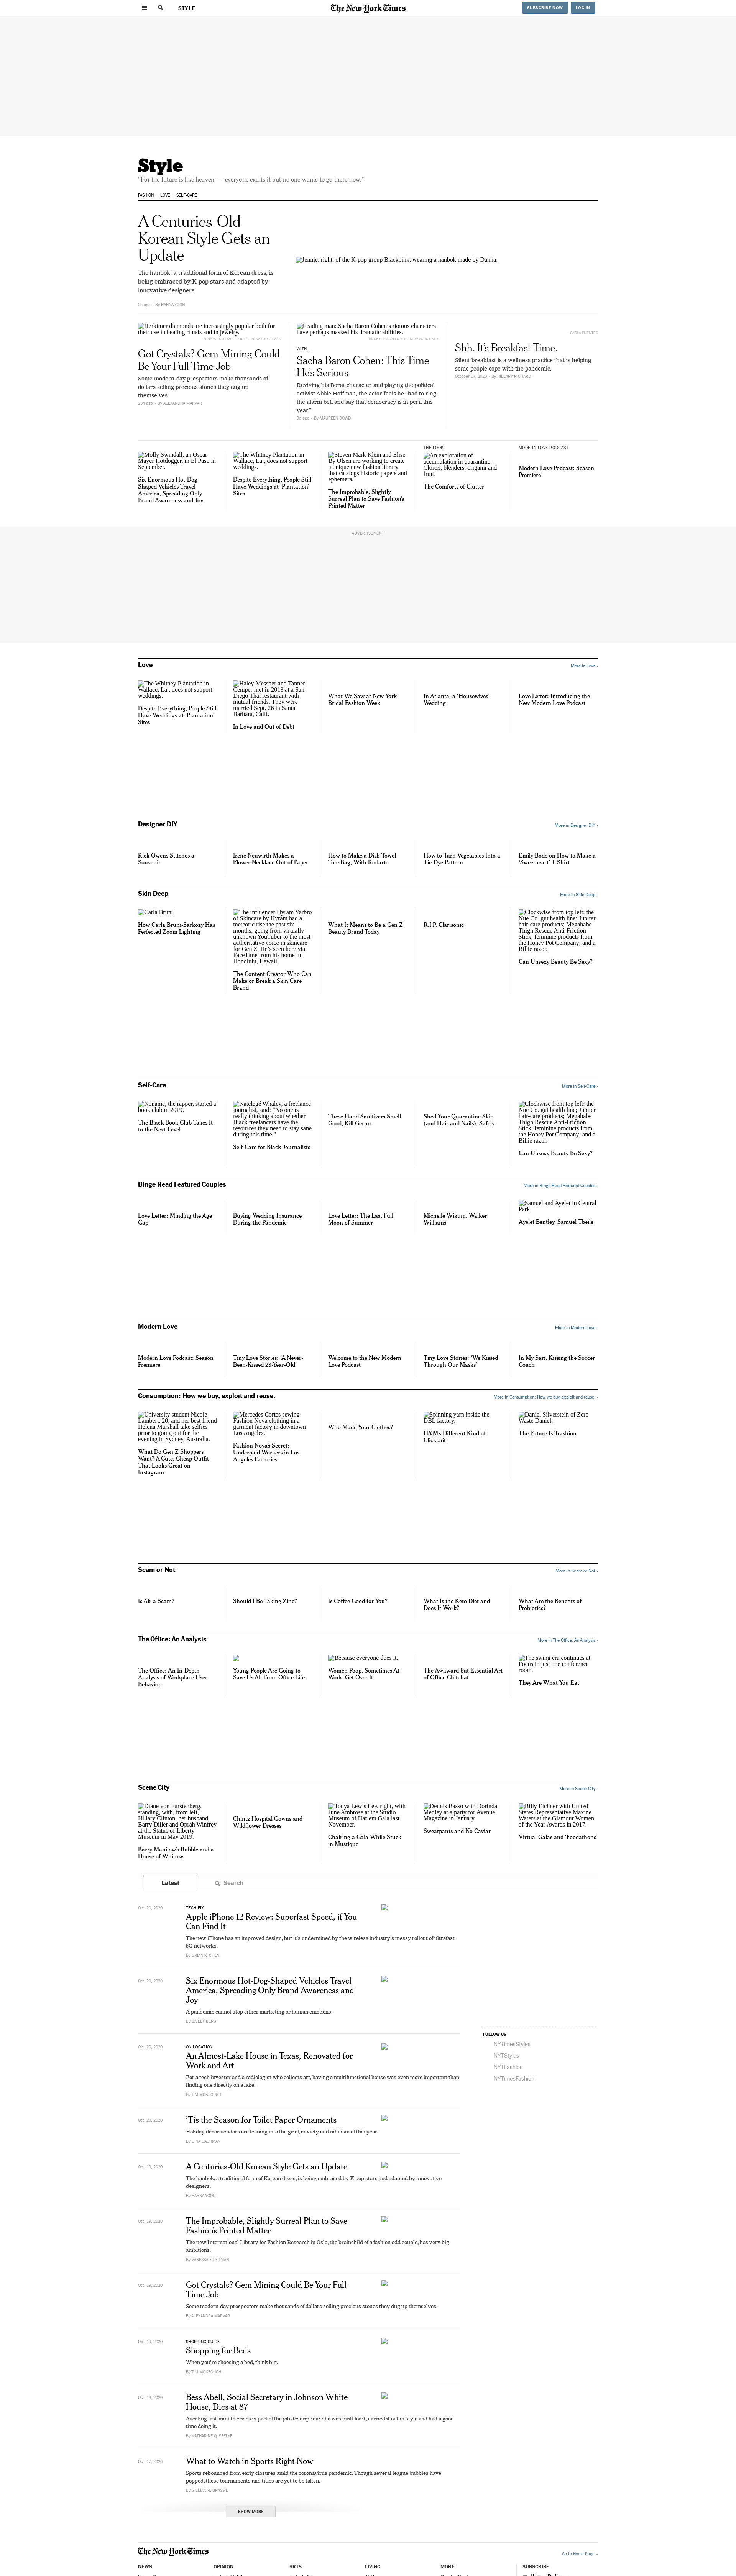 STYLE
The New York Times
SUBSCRIBE NOW
LOG IN
Style
"For the future is like heaven — everyone exalts it but no one wants to go there now."
FASHION
LOVE
SELF-CARE
A Centuries-Old
Korean Style Gets an
Update
The hanbok, a traditional form of Korean dress, is
being embraced by K-pop stars and adapted by
innovative designers.
2h ago · By HAHNA YOON
Jennie, right, of the K-pop group Blackpink, wearing a hanbok made by Danha.
Herkimer diamonds are increasingly popular both for
their use in healing rituals and in jewelry.
Got Crystals? Gem Mining Could
Be Your Full-Time Job
Some modern-day prospectors make thousands of
dollars selling precious stones they dug up
themselves.
Leading man: Sacha Baron Cohen's riotous characters
have perhaps masked his dramatic abilities.
WITH ...
Sacha Baron Cohen: This Time
He's Serious
Reviving his Borat character and playing the political
activist Abbie Hoffman, the actor feels he "had to ring
the alarm bell and say that democracy is in peril this
year."
By MAUREEN DOWD
Shh. It's Breakfast Time.
Silent breakfast is a wellness practice that is helping
some people cope with the pandemic.
October 17, 2020 · By HILLARY RICHARD
Molly Swindall, an Oscar
Mayer Hotdogger, in El Paso in
September.
Six Enormous Hot-Dog-
Shaped Vehicles Travel
America, Spreading Only
Brand Awareness and Joy
The Whitney Plantation in
Wallace, La., does not support
weddings.
Despite Everything, People Still
Have Weddings at 'Plantation'
Sites
Steven Mark Klein and Elise
By Olsen are working to create
a unique new fashion library
that catalogs historic papers and
ephemera.
The Improbable, Slightly
Surreal Plan to Save Fashion's
Printed Matter
THE LOOK
An exploration of
accumulation in quarantine:
Clorox, blenders, origami and
fruit.
The Comforts of Clutter
MODERN LOVE PODCAST
Modern Love Podcast: Season
Premiere
ADVERTISEMENT
Love
More in Love ›
The Whitney Plantation in
Wallace, La., does not support
weddings.
Despite Everything, People Still
Have Weddings at 'Plantation'
Sites
Haley Messner and Tanner
Cemper met in 2013 at a San
Diego Thai restaurant with
mutual friends. They were
married Sept. 26 in Santa
Barbara, Calif.
In Love and Out of Debt
What We Saw at New York
Bridal Fashion Week
In Atlanta, a 'Housewives'
Wedding
Love Letter: Introducing the
New Modern Love Podcast
Designer DIY
More in Designer DIY ›
Rick Owens Stitches a
Souvenir
Irene Neuwirth Makes a
Flower Necklace Out of Paper
How to Make a Dish Towel
Tote Bag, With Rodarte
How to Turn Vegetables Into a
Tie-Dye Pattern
Emily Bode on How to Make a
'Sweetheart' T-Shirt
Skin Deep
More in Skin Deep ›
Carla Bruni
How Carla Bruni-Sarkozy Has
Perfected Zoom Lighting
The influencer Hyram Yarbro
of Skincare by Hyram had a
meteoric rise the past six
months, going from virtually
unknown YouTuber to the most
authoritative voice in skincare
for Gen Z. He's seen here via
FaceTime from his home in
Honolulu, Hawaii.
The Content Creator Who Can
Make or Break a Skin Care
Brand
What It Means to Be a Gen Z
Beauty Brand Today
R.I.P. Clarisonic
Clockwise from top left: the
Nue Co. gut health line; Jupiter
hair-care products; Megababe
Thigh Rescue Anti-Friction
Stick; feminine products from
the Honey Pot Company; and a
Billie razor.
Can Unsexy Beauty Be Sexy?
Self-Care
More in Self-Care ›
Noname, the rapper, started a
book club in 2019.
The Black Book Club Takes It
to the Next Level
Natelegé Whaley, a freelance
journalist, said: "No one is
really thinking about whether
Black freelancers have the
resources they need to stay sane
during this time."
Self-Care for Black Journalists
These Hand Sanitizers Smell
Good, Kill Germs
Shed Your Quarantine Skin
(and Hair and Nails), Safely
Clockwise from top left: the
Nue Co. gut health line; Jupiter
hair-care products; Megababe
Thigh Rescue Anti-Friction
Stick; feminine products from
the Honey Pot Company; and a
Billie razor.
Can Unsexy Beauty Be Sexy?
Binge Read Featured Couples
More in Binge Read Featured Couples ›
Love Letter: Minding the Age
Gap
Buying Wedding Insurance
During the Pandemic
Love Letter: The Last Full
Moon of Summer
Michelle Wikum, Walker
Williams
Samuel and Ayelet in Central
Park
Ayelet Bentley, Samuel Theile
Modern Love
More in Modern Love ›
Modern Love Podcast: Season
Premiere
Tiny Love Stories: 'A Never-
Been-Kissed 23-Year-Old'
Welcome to the New Modern
Love Podcast
Tiny Love Stories: 'We Kissed
Through Our Masks'
In My Sari, Kissing the Soccer
Coach
Consumption: How we buy, exploit and reuse.
More in Consumption: How we buy, exploit and reuse. ›
University student Nicole
Lambert, 20, and her best friend
Helena Marshall take selfies
prior to going out for the
evening in Sydney, Australia.
What Do Gen Z Shoppers
Want? A Cute, Cheap Outfit
That Looks Great on
Instagram
Mercedes Cortes sewing
Fashion Nova clothing in a
garment factory in downtown
Los Angeles.
Fashion Nova's Secret:
Underpaid Workers in Los
Angeles Factories
Who Made Your Clothes?
Spinning yarn inside the
DBL factory.
H&M's Different Kind of
Clickbait
Daniel Silverstein of Zero
Waste Daniel.
The Future Is Trashion
Scam or Not
More in Scam or Not ›
Is Air a Scam?
Should I Be Taking Zinc?
Is Coffee Good for You?
What Is the Keto Diet and
Does It Work?
What Are the Benefits of
Probiotics?
The Office: An Analysis
More in The Office: An Analysis ›
The Office: An In-Depth
Analysis of Workplace User
Behavior
Young People Are Going to
Save Us All From Office Life
Because everyone does it.
Women Poop. Sometimes At
Work. Get Over It.
The Awkward but Essential Art
of Office Chitchat
The swing era continues at
Focus in just one conference
room.
They Are What You Eat
Scene City
More in Scene City ›
Diane von Furstenberg,
standing, with, from left,
Hillary Clinton, her husband
Barry Diller and Oprah Winfrey
at the Statue of Liberty
Museum in May 2019.
Barry Manilow's Bubble and a
House of Whimsy
Chintz Hospital Gowns and
Wildflower Dresses
Tonya Lewis Lee, right, with
June Ambrose at the Studio
Museum of Harlem Gala last
November.
Chairing a Gala While Stuck
in Mustique
Dennis Basso with Dorinda
Medley at a party for Avenue
Magazine in January.
Sweatpants and No Caviar
Billy Eichner with United
States Representative Maxine
Waters at the Glamour Women
of the Year Awards in 2017.
Virtual Galas and 'Foodathons'
Latest
Search
Oct. 20, 2020
TECH FIX
Apple iPhone 12 Review: Superfast Speed, if You
Can Find It
The new iPhone has an improved design, but it's undermined by the wireless industry's messy rollout of ultrafast
5G networks.
By BRIAN X. CHEN
Oct. 20, 2020
Six Enormous Hot-Dog-Shaped Vehicles Travel
America, Spreading Only Brand Awareness and
Joy
A pandemic cannot stop either marketing or human emotions.
By BAILEY BERG
Oct. 20, 2020
ON LOCATION
An Almost-Lake House in Texas, Renovated for
Work and Art
For a tech investor and a radiologist who collects art, having a multifunctional house was even more important than
finding one directly on a lake.
By TIM McKEOUGH
Oct. 20, 2020
'Tis the Season for Toilet Paper Ornaments
Holiday décor vendors are leaning into the grief, anxiety and nihilism of this year.
A Centuries-Old Korean Style Gets an Update
The hanbok, a traditional form of Korean dress, is being embraced by K-pop stars and adapted by innovative
designers.
By HAHNA YOON
The Improbable, Slightly Surreal Plan to Save
Fashion's Printed Matter
The new International Library for Fashion Research in Oslo, the brainchild of a fashion odd couple, has very big
ambitions.
By VANESSA FRIEDMAN
Got Crystals? Gem Mining Could Be Your Full-
Time Job
Some modern-day prospectors make thousands of dollars selling precious stones they dug up themselves.
SHOPPING GUIDE
Shopping for Beds
When you're choosing a bed, think big.
By TIM McKEOUGH
Bess Abell, Social Secretary in Johnson White
House, Dies at 87
Averting last-minute crises is part of the job description; she was built for it, carried it out in style and had a good
time doing it.
By KATHARINE Q. SEELYE
Oct. 17, 2020
What to Watch in Sports Right Now
Sports rebounded from early closures amid the coronavirus pandemic. Though several league bubbles have
popped, these tournaments and titles are yet to be taken.
By GILLIAN R. BRASSIL
SHOW MORE
FOLLOW US
NYTimesStyles
NYTStyles
NYTFashion
NYTimesFashion
The New York Times
Go to Home Page »
NEWS
OPINION
ARTS
LIVING
MORE
SUBSCRIBE